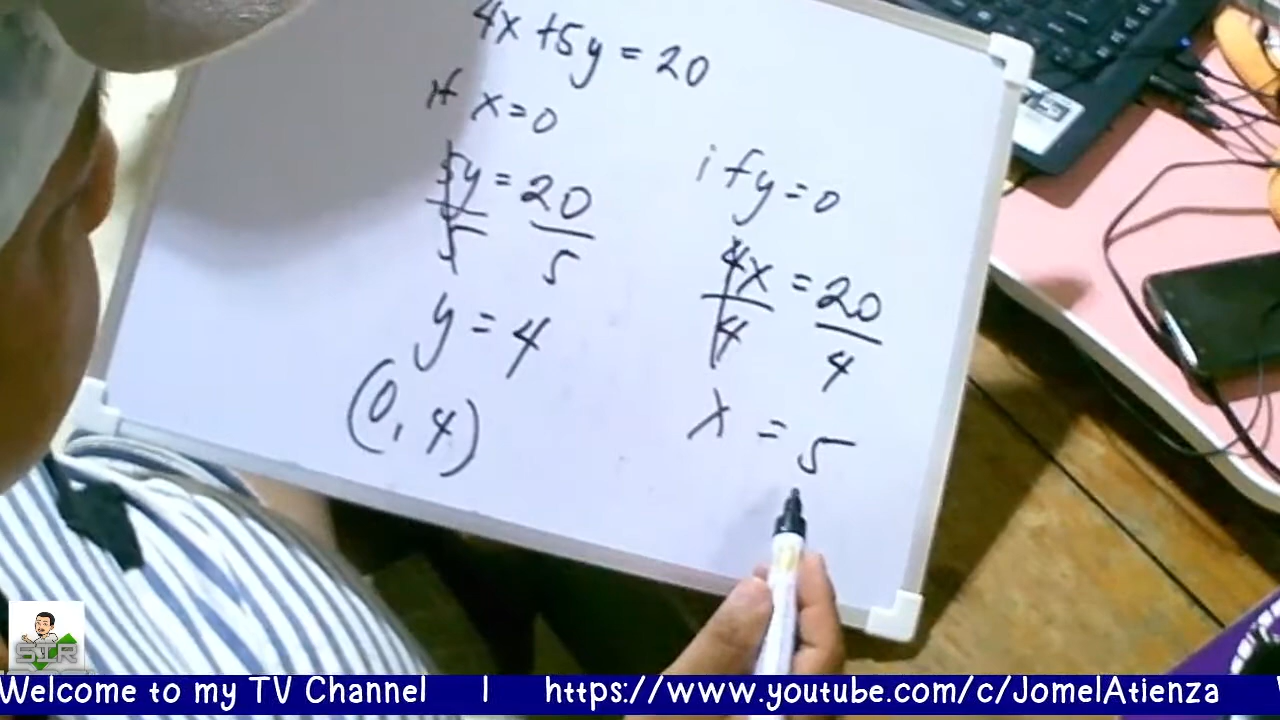 4x + 5y = 20
if x = 0
5y = 20
5 5
y = 4
(0, 4)
if y = 0
4x = 20
4 4
x = 5
SIR
Welcome to my TV Channel | https://www.youtube.com/c/JomelAtienza